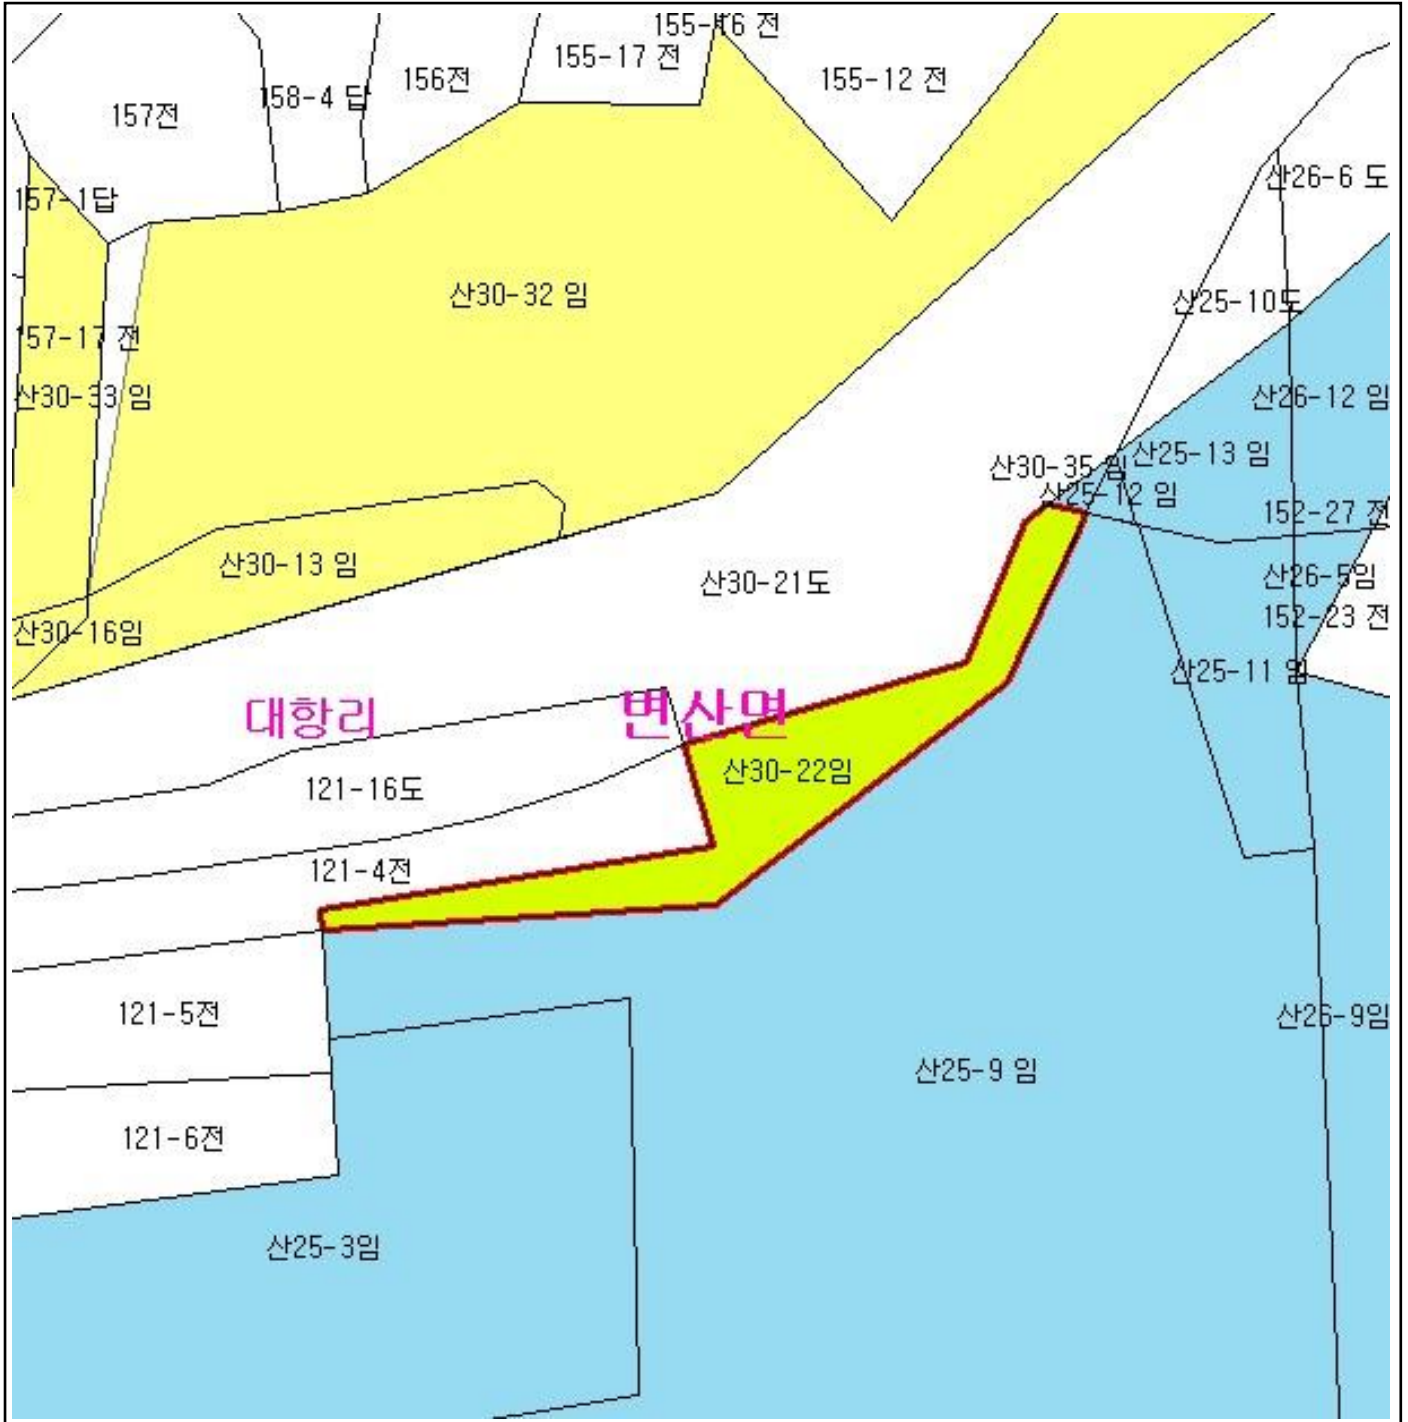 155-16 전
155-17 전
156전
155-12 전
158-4 답
157전
산26-6 도
157-1답
산30-32 임
산25-10도
157-17 전
산30-33 임
산26-12 임
산25-13 임
산30-35 임
산25-12 임
152-27 전
산30-13 임
산30-21도
산26-5임
152-23 전
산30-16임
산25-11 임
대항리
변산면
산30-22임
121-16도
121-4전
121-5전
산26-9임
산25-9 임
121-6전
산25-3임